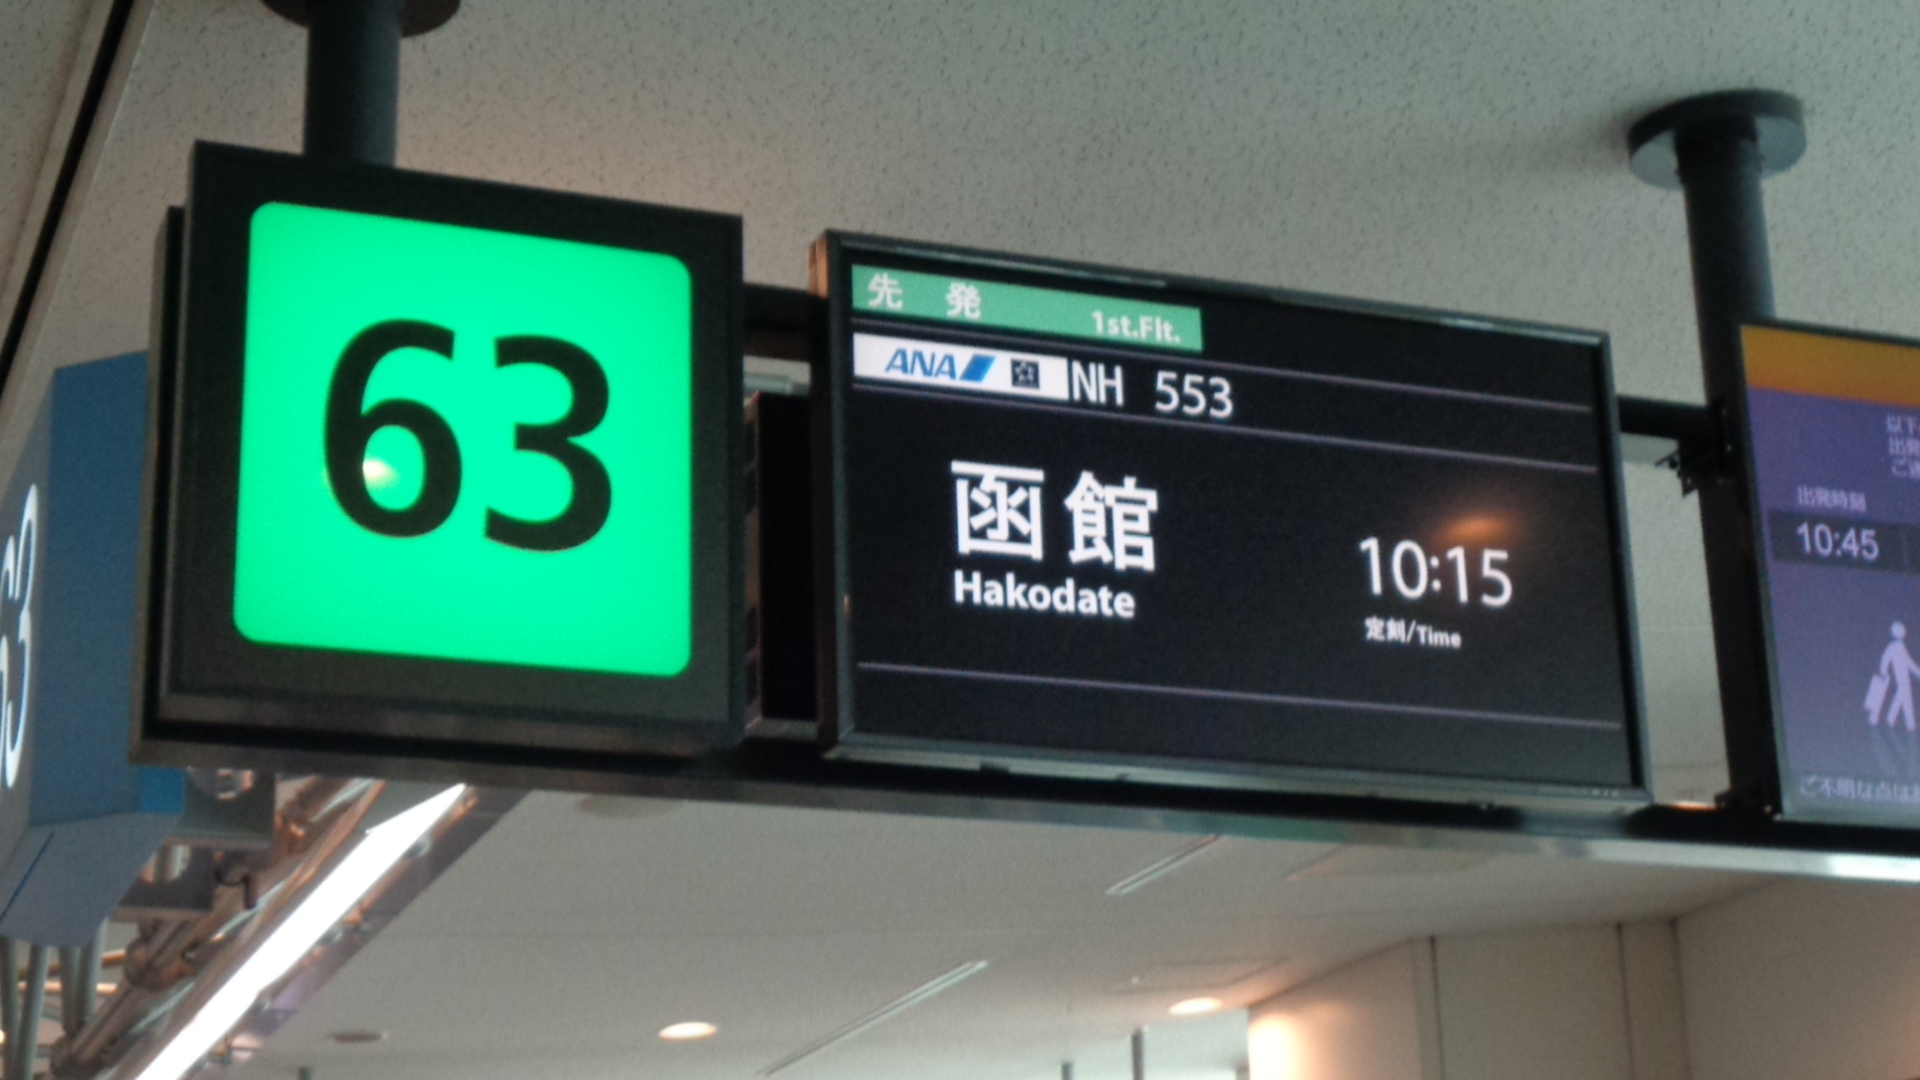 63
先発 1st.Flt.
ANA NH 553
函館
Hakodate
10:15
定刻/Time
出発時刻
10:45
63